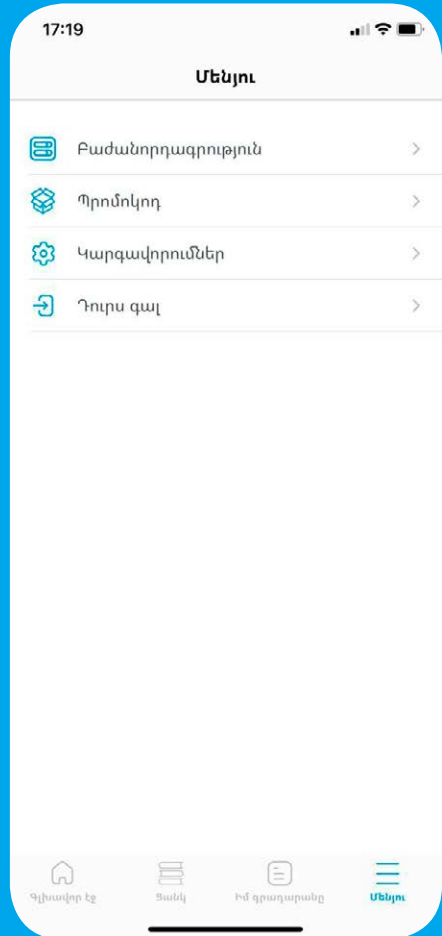 17:19
Մենյու
Բաժանորդագրություն
Պրոմոկոդ
Կարգավորումներ
Դուրս գալ
Գլխավոր էջ
Ցանկ
Իմ գրադարանը
Մենյու